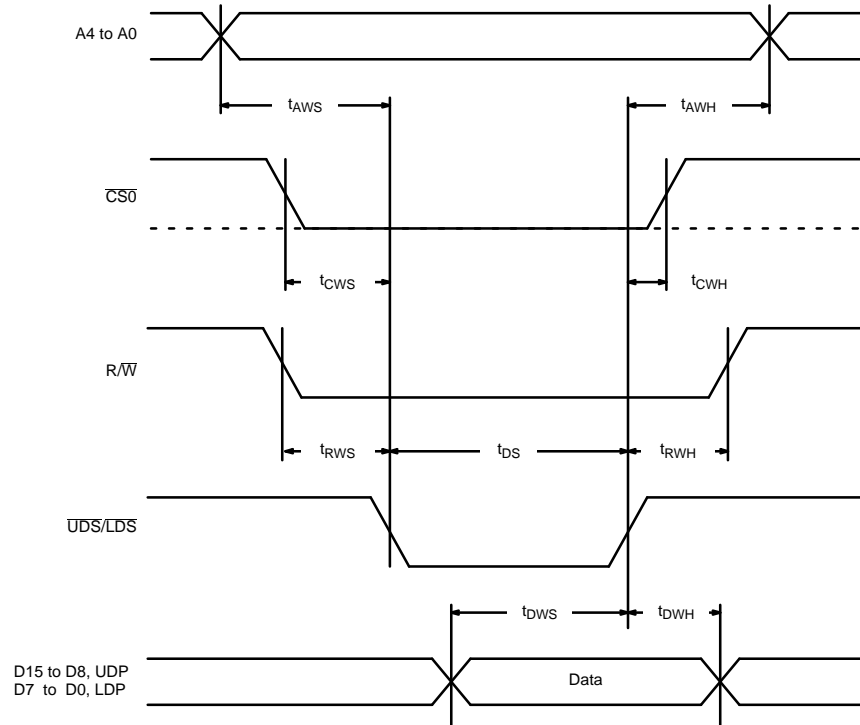 A4 to A0
tAWS
tAWH
CS0
tCWS
tCWH
R/W
tRWS
tDS
tRWH
UDS/LDS
tDWS
tDWH
D15 to D8, UDP
D7 to D0, LDP
Data